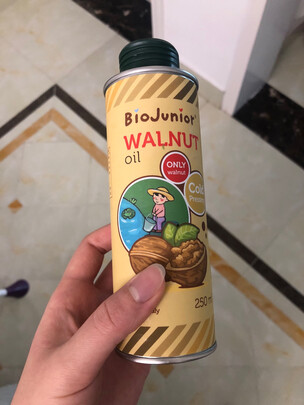 BioJunior
WALNUT
oil
ONLY
walnut
Cold
250